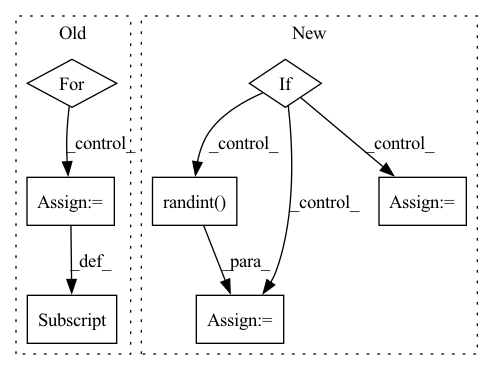 Old
New
For
If
_control_
_control_
_control_
_control_
Assign:=
randint()
Assign:=
_def_
_para_
Subscript
Assign:=